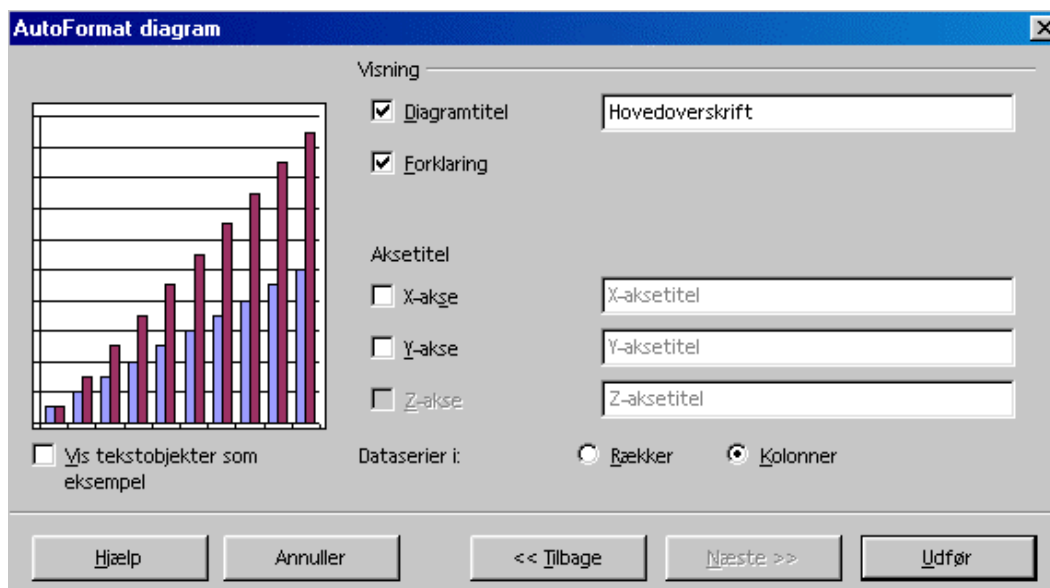 AutoFormat diagram
Visning
Diagramtitel
Hovedoverskrift
Forklaring
Aksetitel
X-akse
X-aksetitel
Y-akse
Y-aksetitel
Z-akse
Z-aksetitel
Vis tekstobjekter som
eksempel
Dataserier i:
Rækker
Kolonner
Hjælp
Annuller
<< Tilbage
Næste >>
Udfør